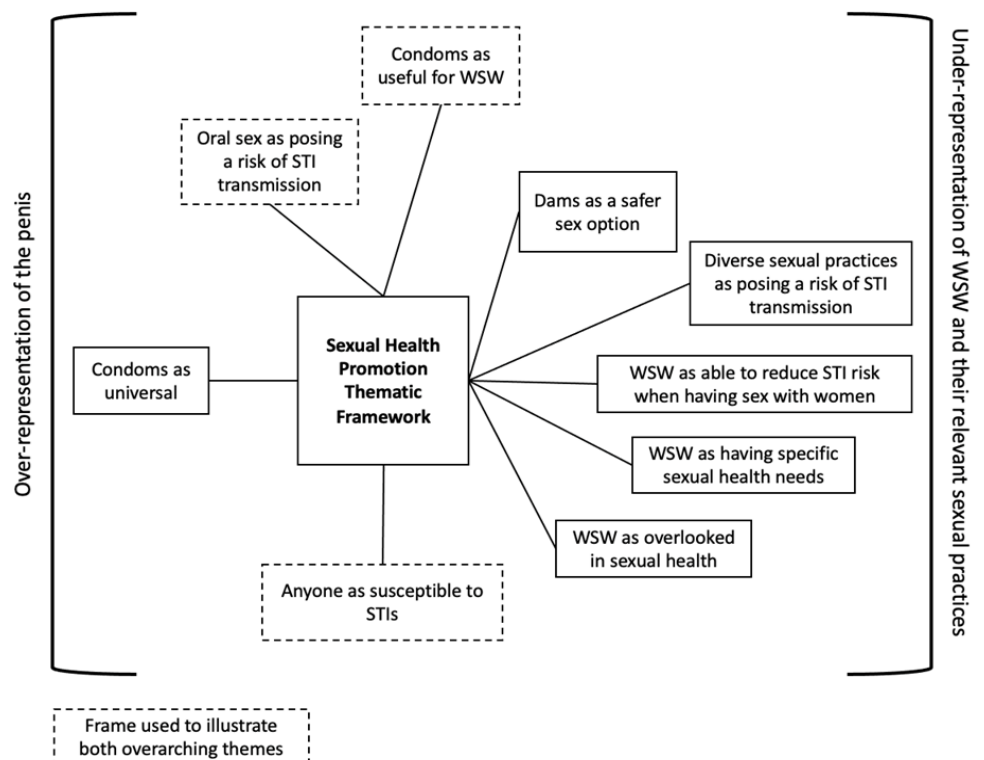 Condoms as
useful for WSW
Oral sex as posing
a risk of STI
transmission
Dams as a safer
sex option
Diverse sexual practices
as posing a risk of STI
transmission
Over-representation of the penis
Condoms as
universal
Sexual Health
Promotion
Thematic
Framework
WSW as able to reduce STI risk
when having sex with women
WSW as having specific
sexual health needs
WSW as overlooked
in sexual health
Anyone as susceptible to
STIs
Under-representation of WSW and their relevant sexual practices
Frame used to illustrate
both overarching themes